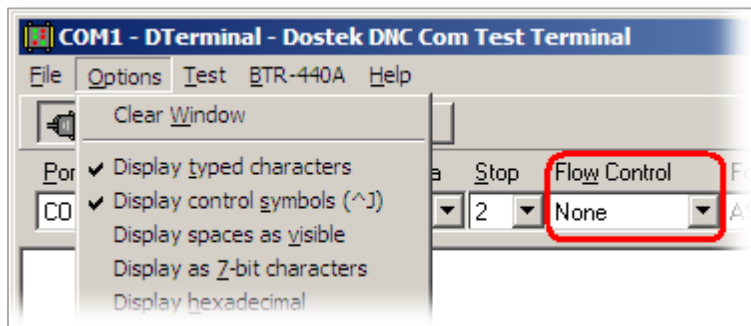 COM1 - DTerminal - Dostek DNC Com Test Terminal
File Options Test BTR-440A Help
Clear Window
Display typed characters
Display control symbols (^J)
Display spaces as visible
Display as 7-bit characters
Display hexadecimal
Stop Flow Control
2 None